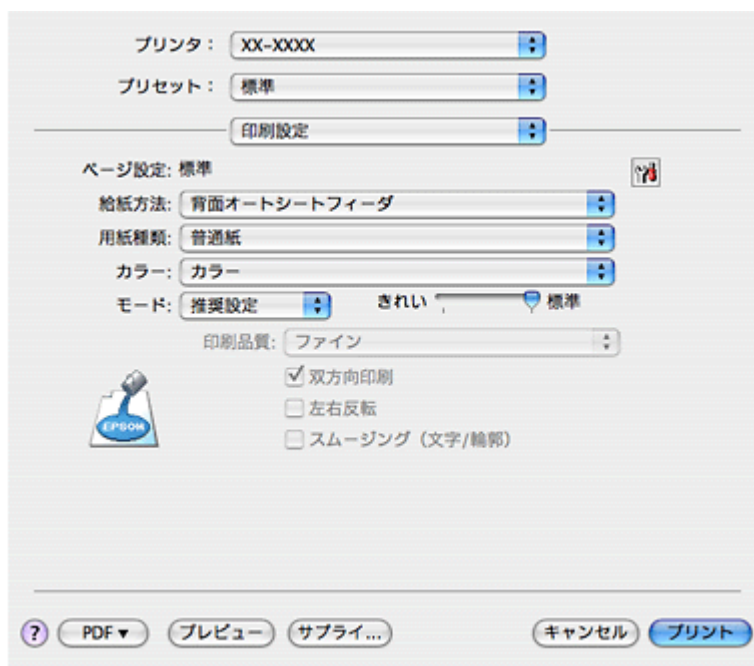 プリンタ： XX-XXXX
プリセット： 標準
印刷設定
ページ設定: 標準
給紙方法: 背面オートシートフィーダ
用紙種類: 普通紙
カラー: カラー
モード: 推奨設定 きれい 標準
印刷品質: ファイン
双方向印刷
EPSON 左右反転
スムージング（文字/輪郭）
? PDF▼ プレビュー サプライ... キャンセル プリント